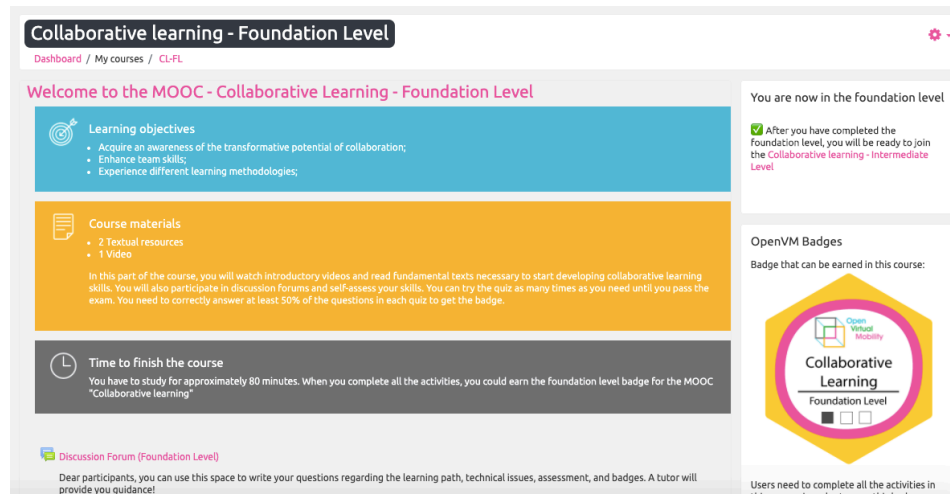 Collaborative learning - Foundation Level
Dashboard / My courses / CL-FL
Welcome to the MOOC - Collaborative Learning - Foundation Level
Learning objectives
Acquire an awareness of the transformative potential of collaboration;
Enhance team skills;
Experience different learning methodologies;
Course materials
2 Textual resources
1 Video
In this part of the course, you will watch introductory videos and read fundamental texts necessary to start developing collaborative learning
skills. You will also participate in discussion forums and self-assess your skills. You can try the quiz as many times as you need until you pass the
exam. You need to correctly answer at least 50% of the questions in each quiz to get the badge.
Time to finish the course
You have to study for approximately 80 minutes. When you complete all the activities, you could earn the foundation level badge for the MOOC
"Collaborative learning"
Discussion Forum (Foundation Level)
Dear participants, you can use this space to write your questions regarding the learning path, technical issues, assessment, and badges. A tutor will
provide you guidance!
You are now in the foundation level
After you have completed the
foundation level, you will be ready to join
the Collaborative learning - Intermediate
Level
OpenVM Badges
Badge that can be earned in this course:
Open
Virtual
Mobility
Collaborative
Learning
Foundation Level
Users need to complete all the activities in